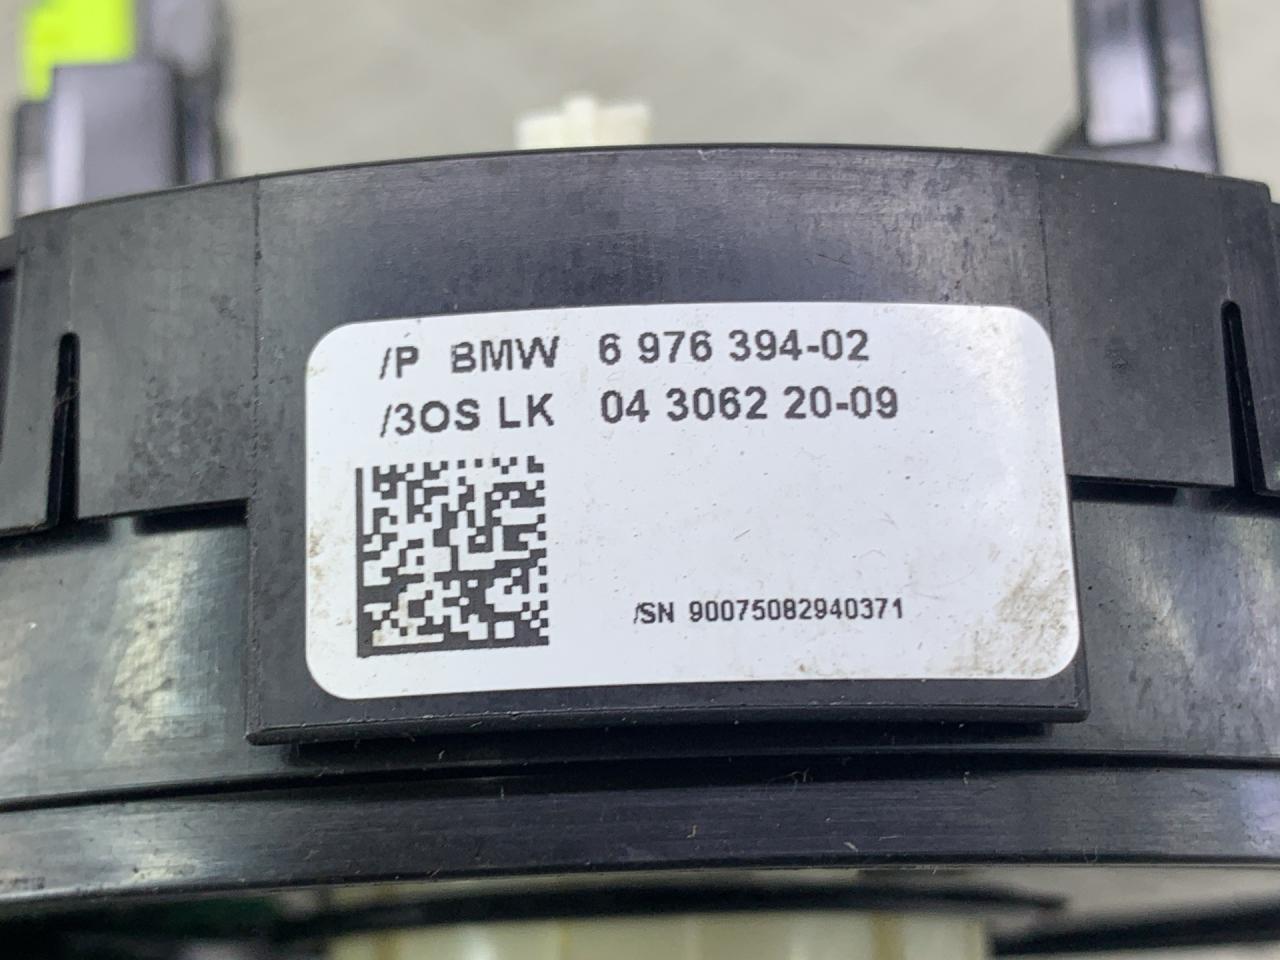 /P BMW 6 976 394-02
/3OS LK 04 3062 20-09
/SN 90075082940371